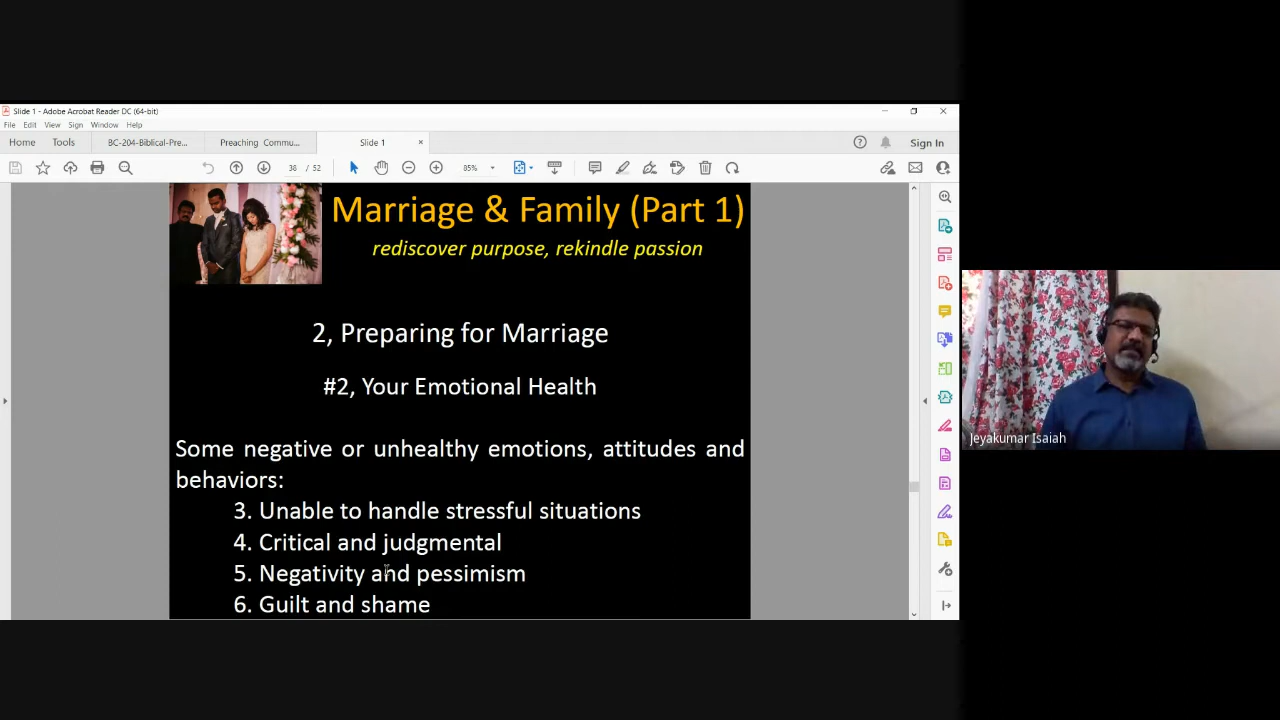 Slide 1 - Adobe Acrobat Reader DC (64-bit)
File Edit View Sign Window Help
Home Tools BC-204-Biblical-Pre... Preaching Commu... Slide 1 Sign In
38 / 52 85%
Marriage & Family (Part 1)
rediscover purpose, rekindle passion
2, Preparing for Marriage
#2, Your Emotional Health
Some negative or unhealthy emotions, attitudes and
behaviors:
3. Unable to handle stressful situations
4. Critical and judgmental
5. Negativity and pessimism
6. Guilt and shame
Jeyakumar Isaiah